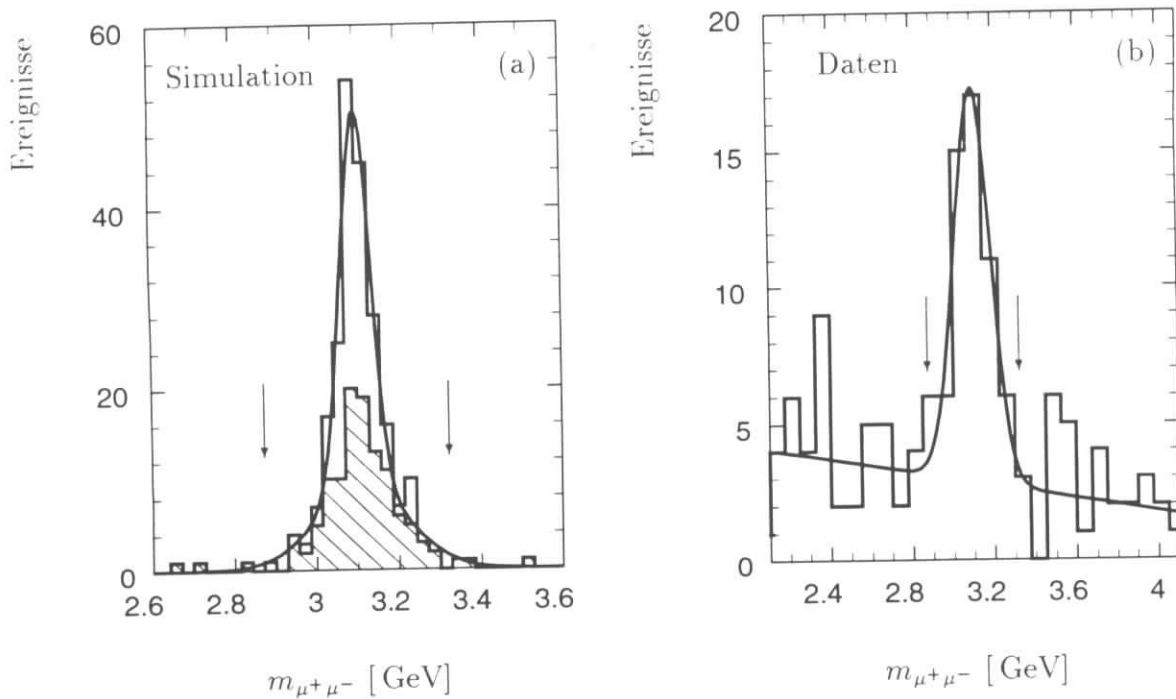 Ereignisse
60
40
20
0
Simulation
(a)
2.6 2.8 3 3.2 3.4 3.6
m_{μ+μ-} [GeV]
Ereignisse
20
15
10
5
0
Daten
(b)
2.4 2.8 3.2 3.6 4
m_{μ+μ-} [GeV]